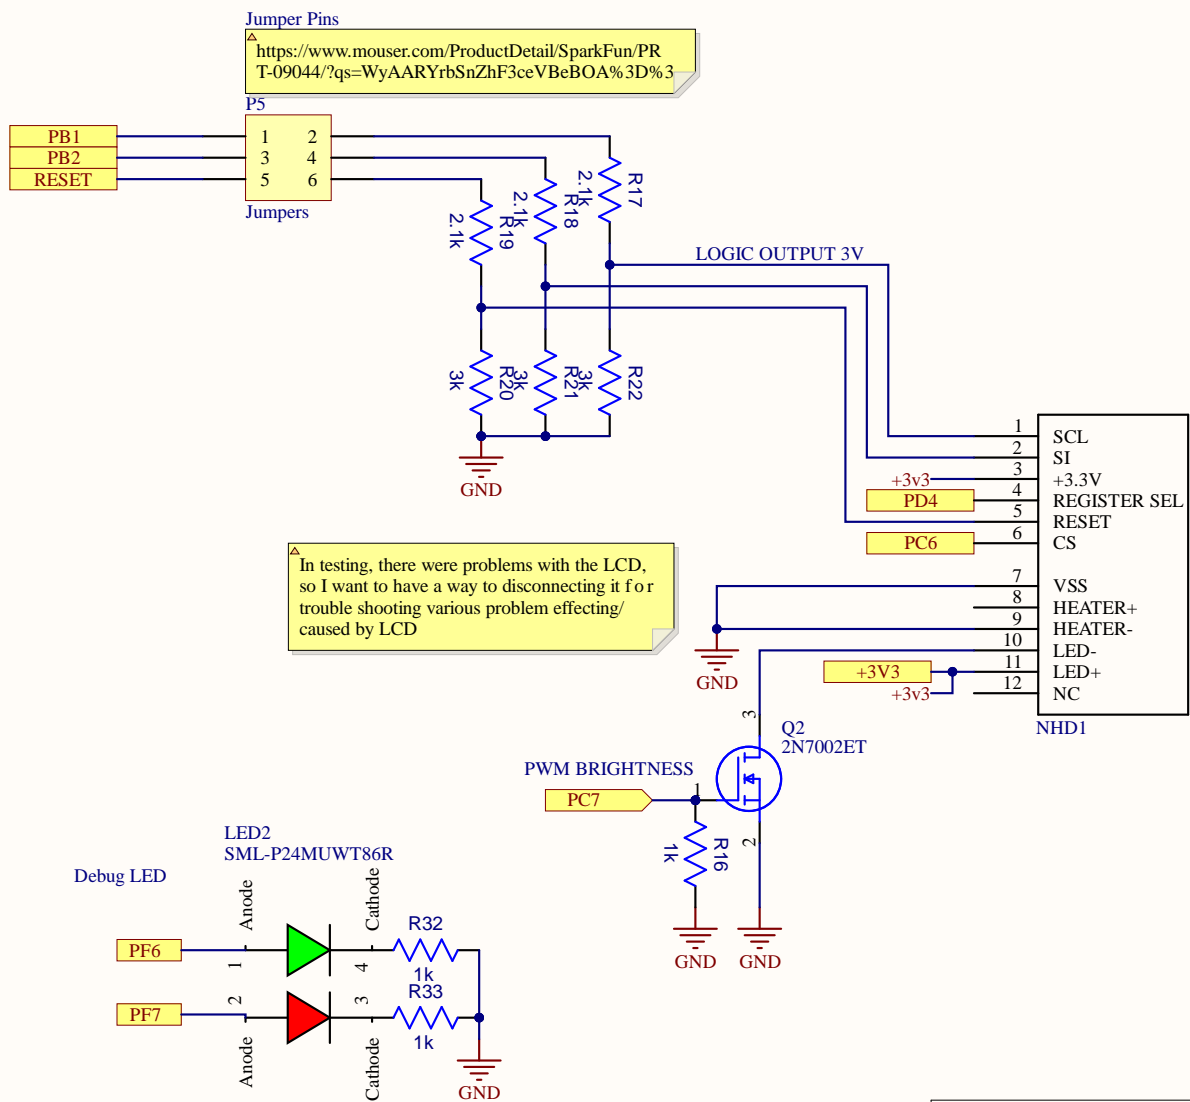 Jumper Pins
https://www.mouser.com/ProductDetail/SparkFun/PR
T-09044/?qs=WyAARYrbSnZhF3ceVBeBOA%3D%3
P5
PB1
PB2
RESET
1 2
3 4
5 6
Jumpers
2.1k R17
2.1k R18
2.1k R19
LOGIC OUTPUT 3V
3k R20
3k R21
3k R22
GND
1 SCL
2 SI
+3v3 3 +3.3V
PD4 4 REGISTER SEL
5 RESET
PC6 6 CS
7 VSS
8 HEATER+
9 HEATER-
10 LED-
+3V3 11 LED+
+3v3 12 NC
NHD1
GND
In testing, there were problems with the LCD,
so I want to have a way to disconnecting it for
trouble shooting various problem effecting/
caused by LCD
3
Q2
2N7002ET
PWM BRIGHTNESS
PC7
1
2
1k R16
GND
GND
LED2
SML-P24MUWT86R
Debug LED
Anode
Cathode
PF6
1
4
R32
1k
PF7
2
3
R33
1k
Anode
Cathode
GND